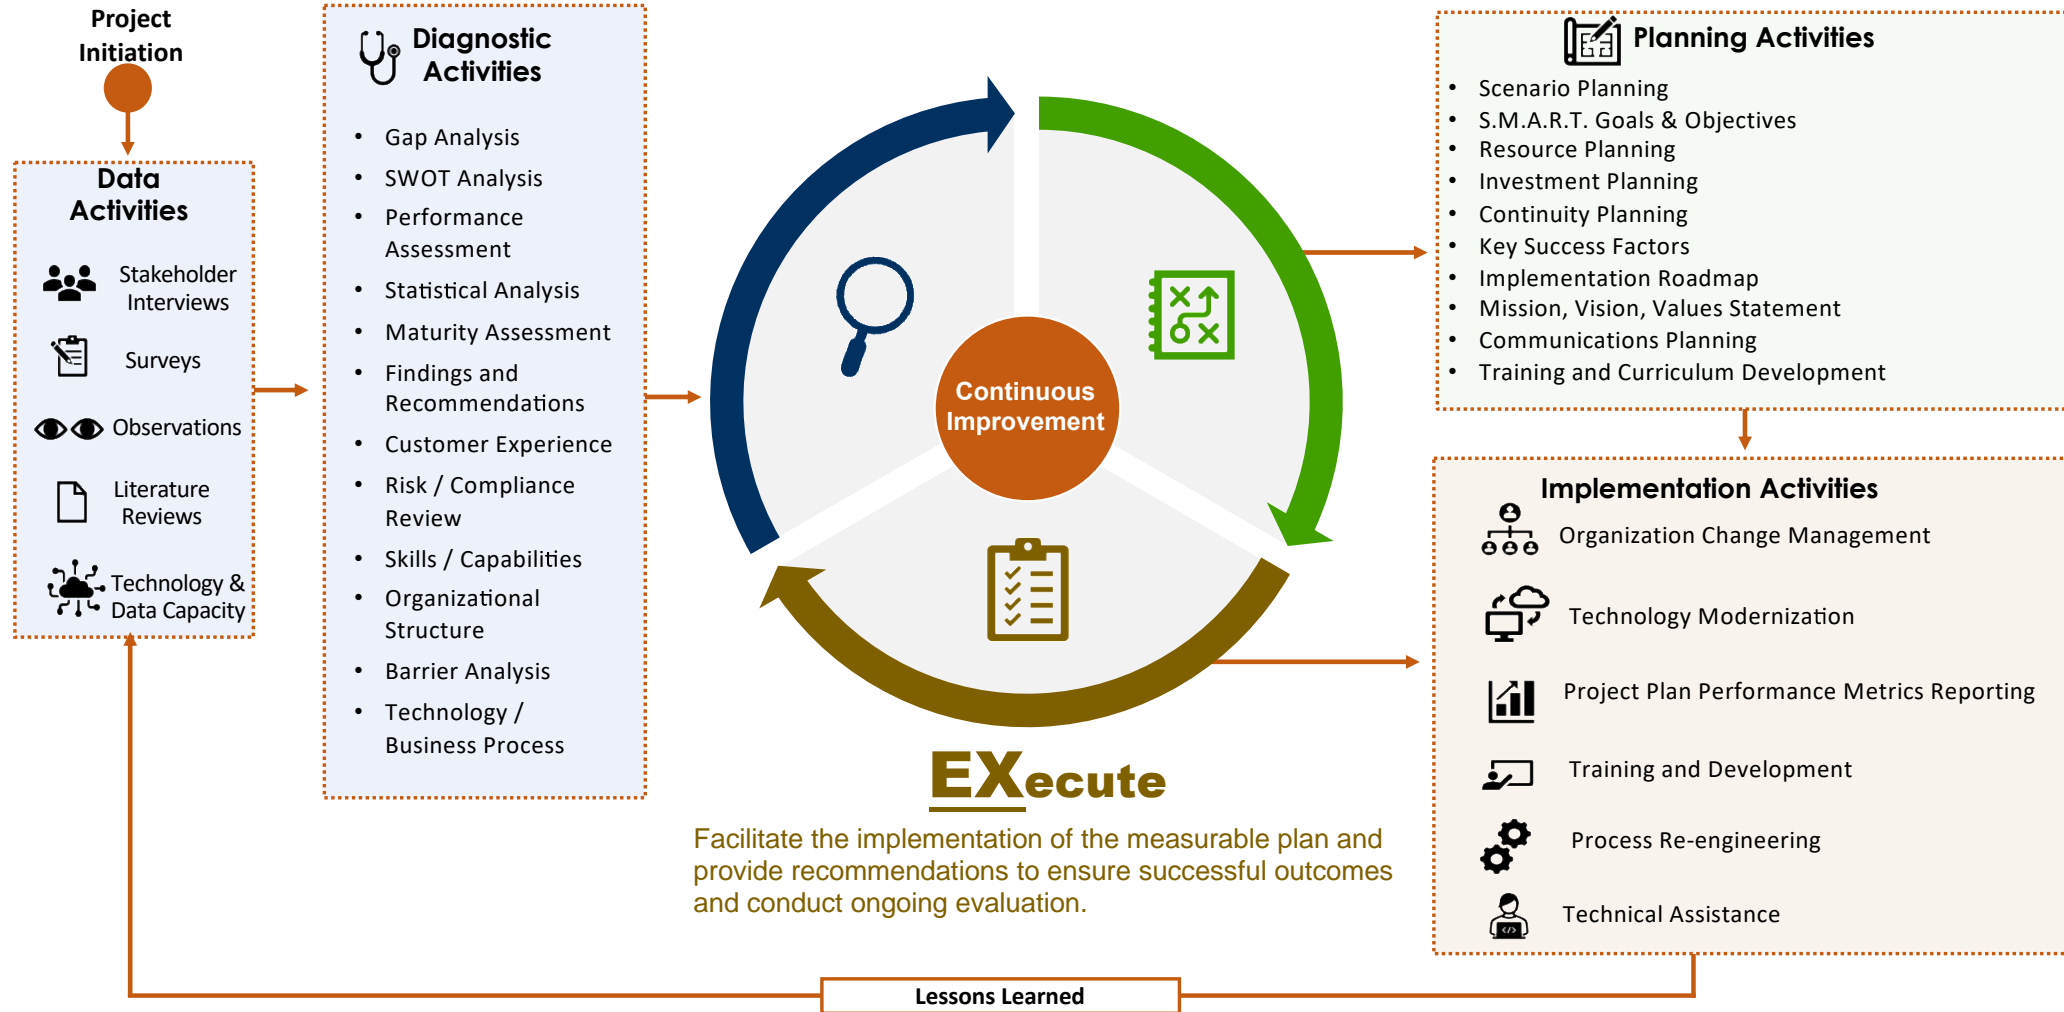 Project
Initiation
Data
Activities
Stakeholder
Interviews
Surveys
Observations
Literature
Reviews
Technology &
Data Capacity
Diagnostic
Activities
• Gap Analysis
• SWOT Analysis
• Performance
Assessment
• Statistical Analysis
• Maturity Assessment
• Findings and
Recommendations
• Customer Experience
• Risk / Compliance
Review
• Skills / Capabilities
• Organizational
Structure
• Barrier Analysis
• Technology /
Business Process
Continuous
Improvement
EXecute
Facilitate the implementation of the measurable plan and
provide recommendations to ensure successful outcomes
and conduct ongoing evaluation.
Planning Activities
• Scenario Planning
• S.M.A.R.T. Goals & Objectives
• Resource Planning
• Investment Planning
• Continuity Planning
• Key Success Factors
• Implementation Roadmap
• Mission, Vision, Values Statement
• Communications Planning
• Training and Curriculum Development
Implementation Activities
Organization Change Management
Technology Modernization
Project Plan Performance Metrics Reporting
Training and Development
Process Re-engineering
Technical Assistance
Lessons Learned